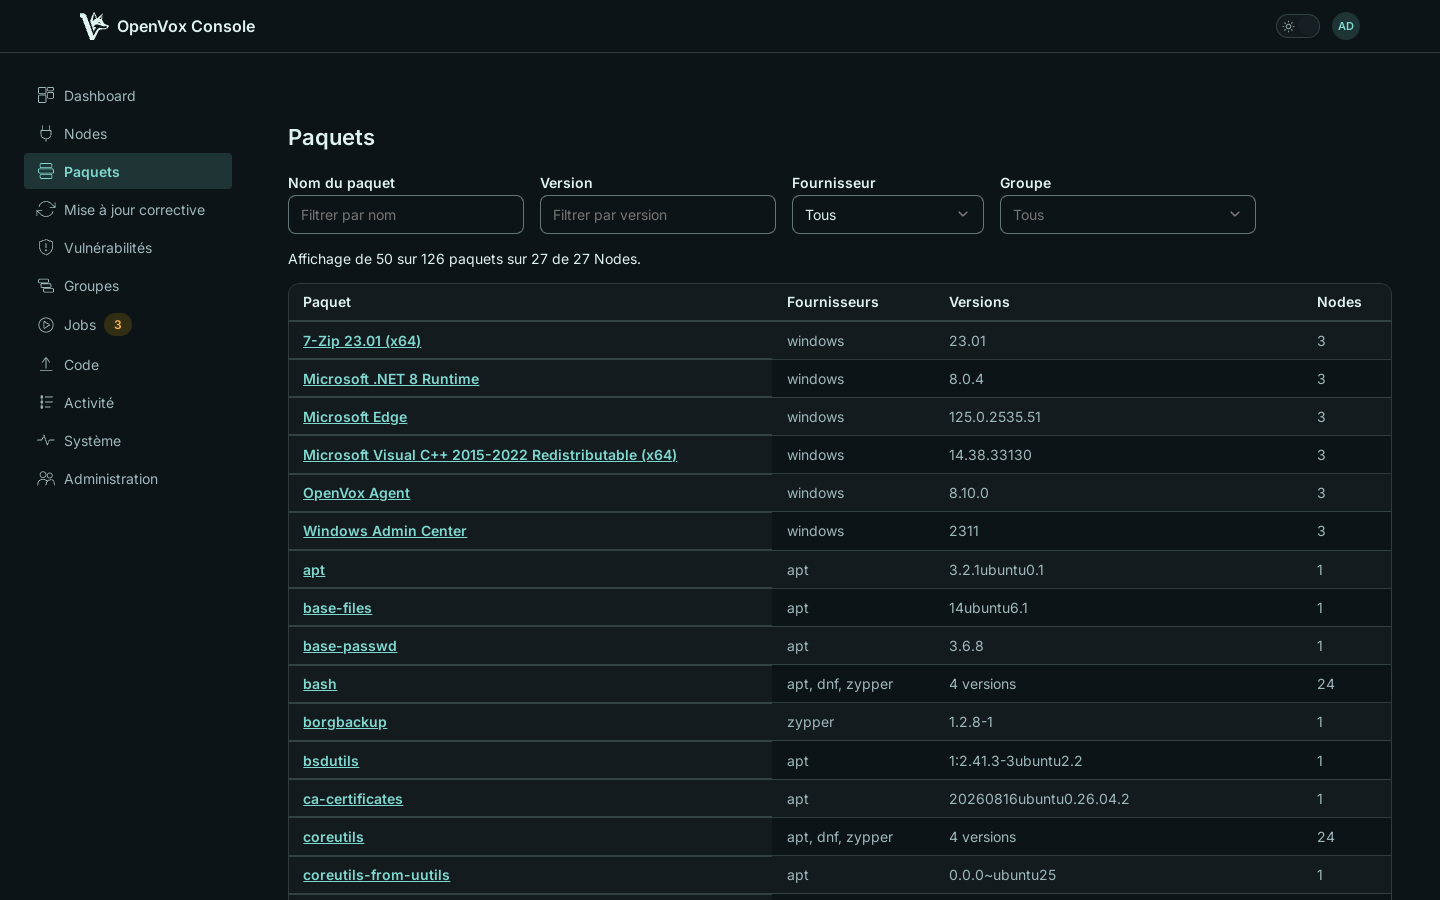 OpenVox Console
AD
Dashboard
Nodes
Paquets
Mise à jour corrective
Vulnérabilités
Groupes
Jobs 3
Code
Activité
Système
Administration
Paquets
Nom du paquet Version Fournisseur Groupe
Filtrer par nom Filtrer par version Tous Tous
Affichage de 50 sur 126 paquets sur 27 de 27 Nodes.
Paquet Fournisseurs Versions Nodes
7-Zip 23.01 (x64) windows 23.01 3
Microsoft .NET 8 Runtime windows 8.0.4 3
Microsoft Edge windows 125.0.2535.51 3
Microsoft Visual C++ 2015-2022 Redistributable (x64) windows 14.38.33130 3
OpenVox Agent windows 8.10.0 3
Windows Admin Center windows 2311 3
apt apt 3.2.1ubuntu0.1 1
base-files apt 14ubuntu6.1 1
base-passwd apt 3.6.8 1
bash apt, dnf, zypper 4 versions 24
borgbackup zypper 1.2.8-1 1
bsdutils apt 1:2.41.3-3ubuntu2.2 1
ca-certificates apt 20260816ubuntu0.26.04.2 1
coreutils apt, dnf, zypper 4 versions 24
coreutils-from-uutils apt 0.0.0~ubuntu25 1